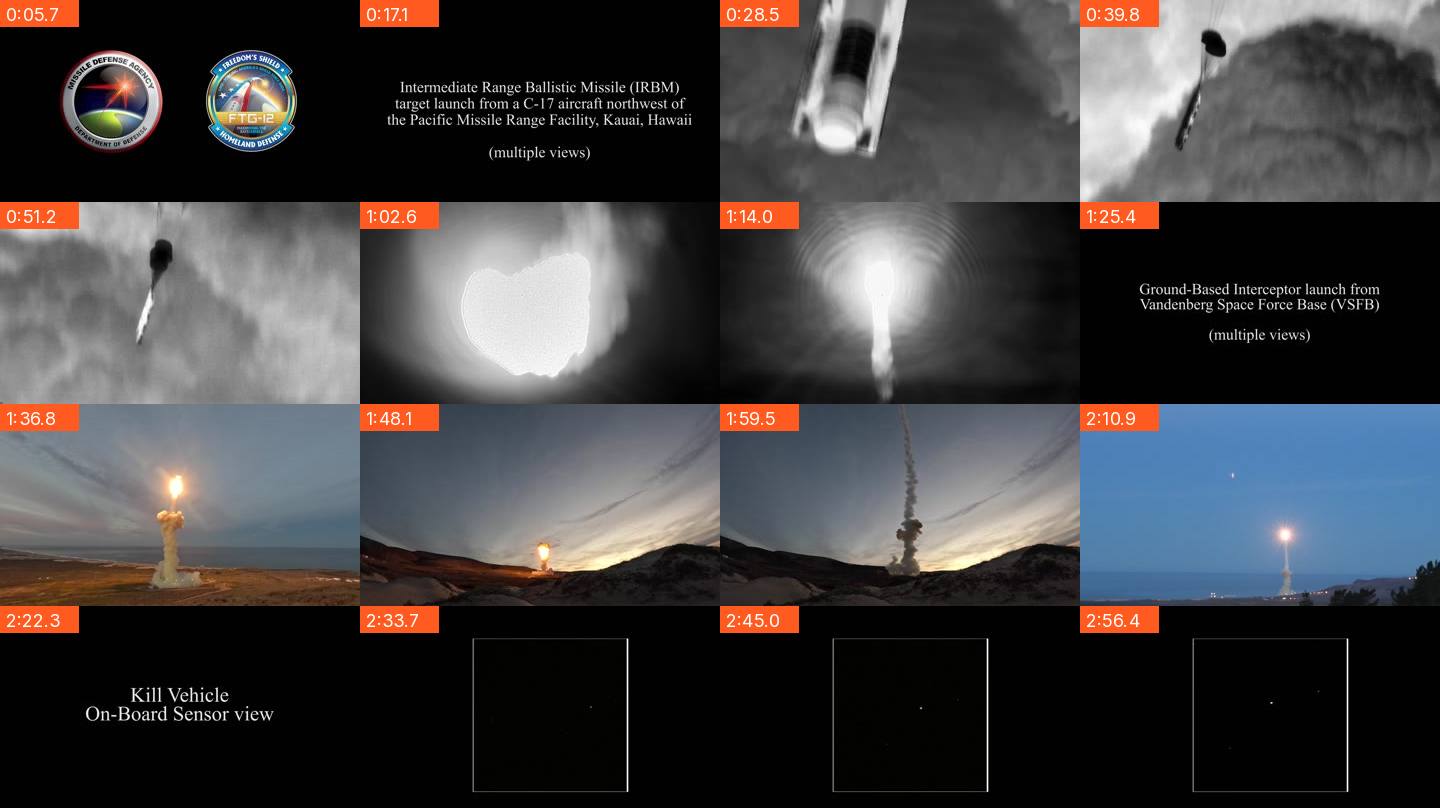 0:05.7
MISSILE DEFENSE AGENCY
DEPARTMENT OF DEFENSE
FREEDOM'S SHIELD
FTG-12
HOMELAND DEFENSE
0:17.1
Intermediate Range Ballistic Missile (IRBM)
target launch from a C-17 aircraft northwest of
the Pacific Missile Range Facility, Kauai, Hawaii
(multiple views)
0:28.5
0:39.8
0:51.2
1:02.6
1:14.0
1:25.4
Ground-Based Interceptor launch from
Vandenberg Space Force Base (VSFB)
(multiple views)
1:36.8
1:48.1
1:59.5
2:10.9
2:22.3
Kill Vehicle
On-Board Sensor view
2:33.7
2:45.0
2:56.4